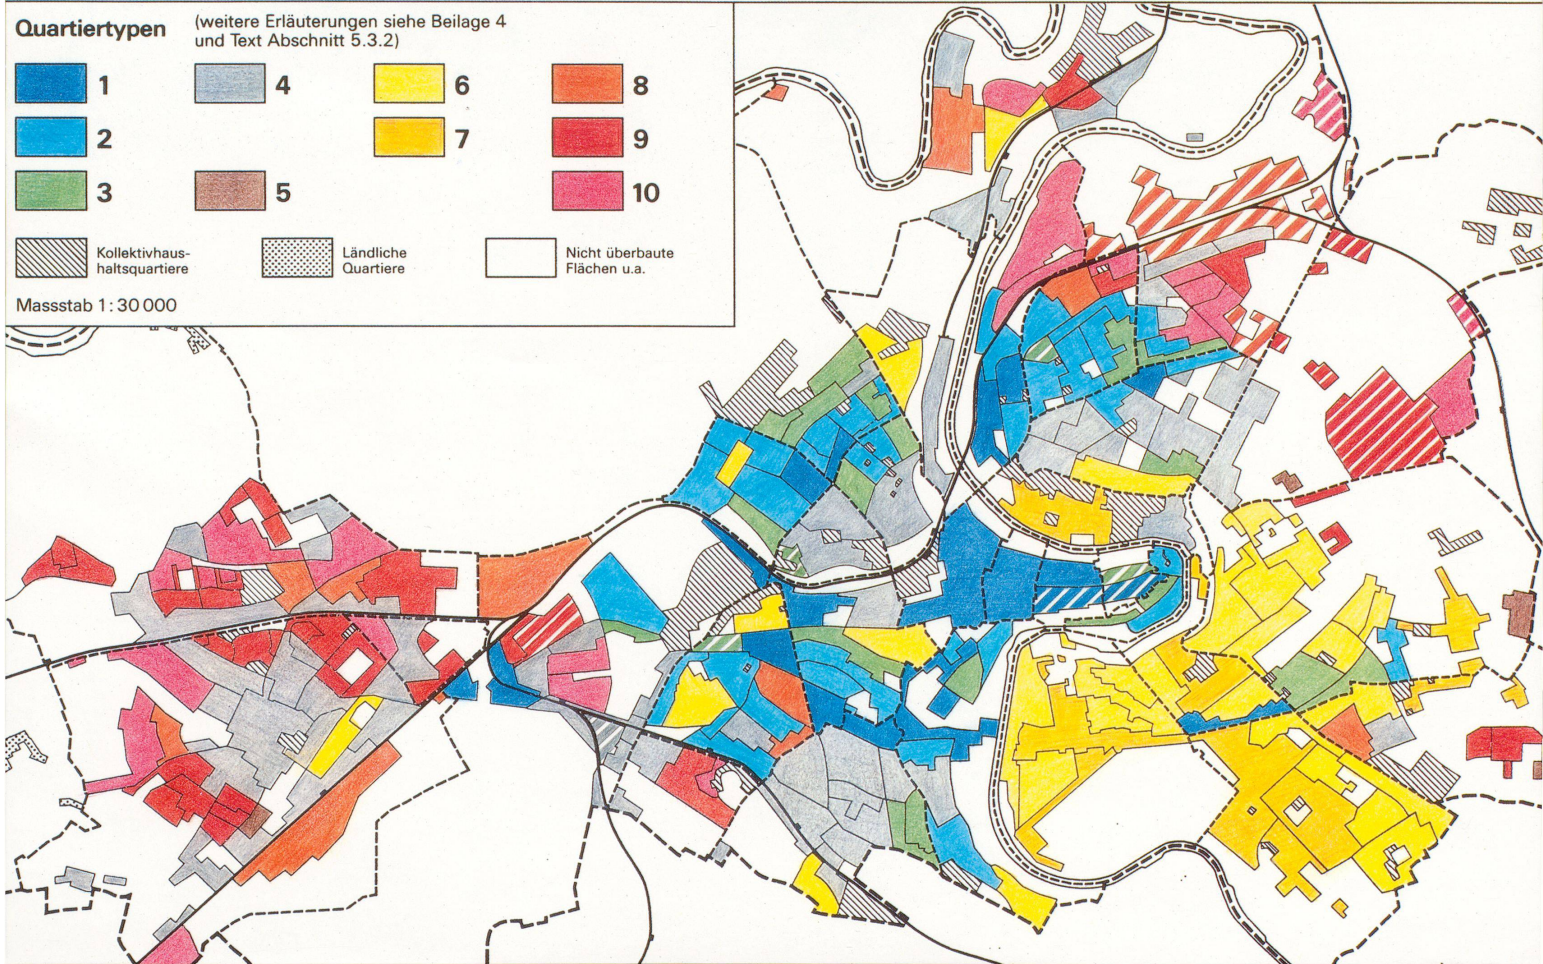 Quartiertypen
(weitere Erläuterungen siehe Beilage 4
und Text Abschnitt 5.3.2)
1
4
6
8
2
7
9
3
5
10
Kollektivhaus-
haltsquartiere
Ländliche
Quartiere
Nicht überbaute
Flächen u.a.
Massstab 1:30 000